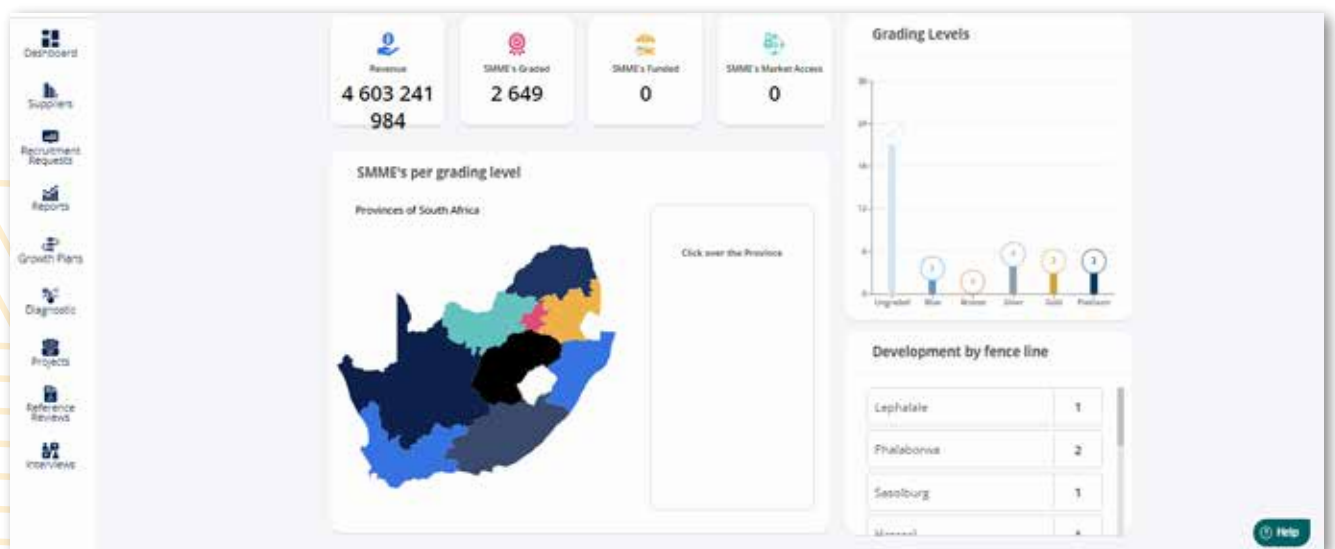 Dashboard
Suppliers
Recruitment
Requests
Reports
Growth Plans
Diagnostic
Projects
Reference
Reviews
Interviews
Revenue
4 603 241
984
SMME's Graded
2 649
SMME's Funded
0
SMME's Market Access
0
SMME's per grading level
Provinces of South Africa
Click over the Province
Grading Levels
12
Ungraded
Blue
Bronze
Silver
Gold
Platinum
3
Development by fence line
Lephalale 1
Phalaborwa 2
Sasolburg 1
Help